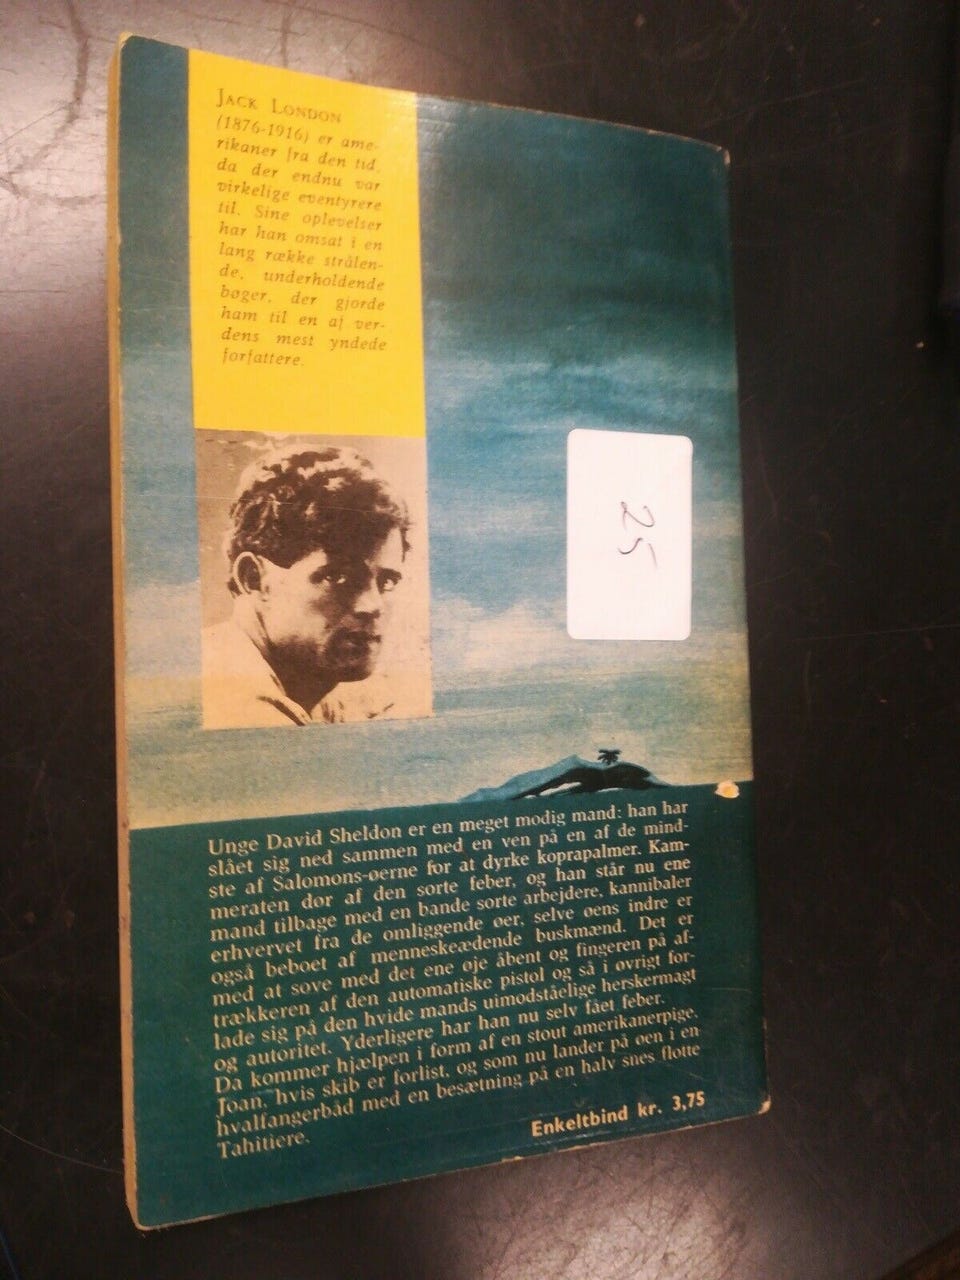 JACK LONDON
(1876-1916) er ame-
rikaner fra den tid,
da der endnu var
virkelige eventyrere
til. Sine oplevelser
har han omsat i en
lang række strålen-
de, underholdende
bøger, der gjorde
ham til en af ver-
dens mest yndede
forfattere.
25
Unge David Sheldon er en meget modig mand: han har
slået sig ned sammen med en ven på en af de mind-
ste af Salomons-øerne for at dyrke koprapalmer. Kam-
meraten dør af den sorte feber, og han står nu ene
mand tilbage med en bande sorte arbejdere, kannibaler
erhvervet fra de omliggende øer, selve øens indre er
også beboet af menneskeædende buskmænd. Det er
med at sove med det ene øje åbent og fingeren på af-
trækkeren af den automatiske pistol og så i øvrigt for-
lade sig på den hvide mands uimodståelige herskermagt
og autoritet. Yderligere har han nu selv fået feber.
Da kommer hjælpen i form af en stout amerikanerpige,
Joan, hvis skib er forlist, og som nu lander på øen i en
hvalfangerbåd med en besætning på en halv snes flotte
Tahitiere.
Enkeltbind kr. 3,75